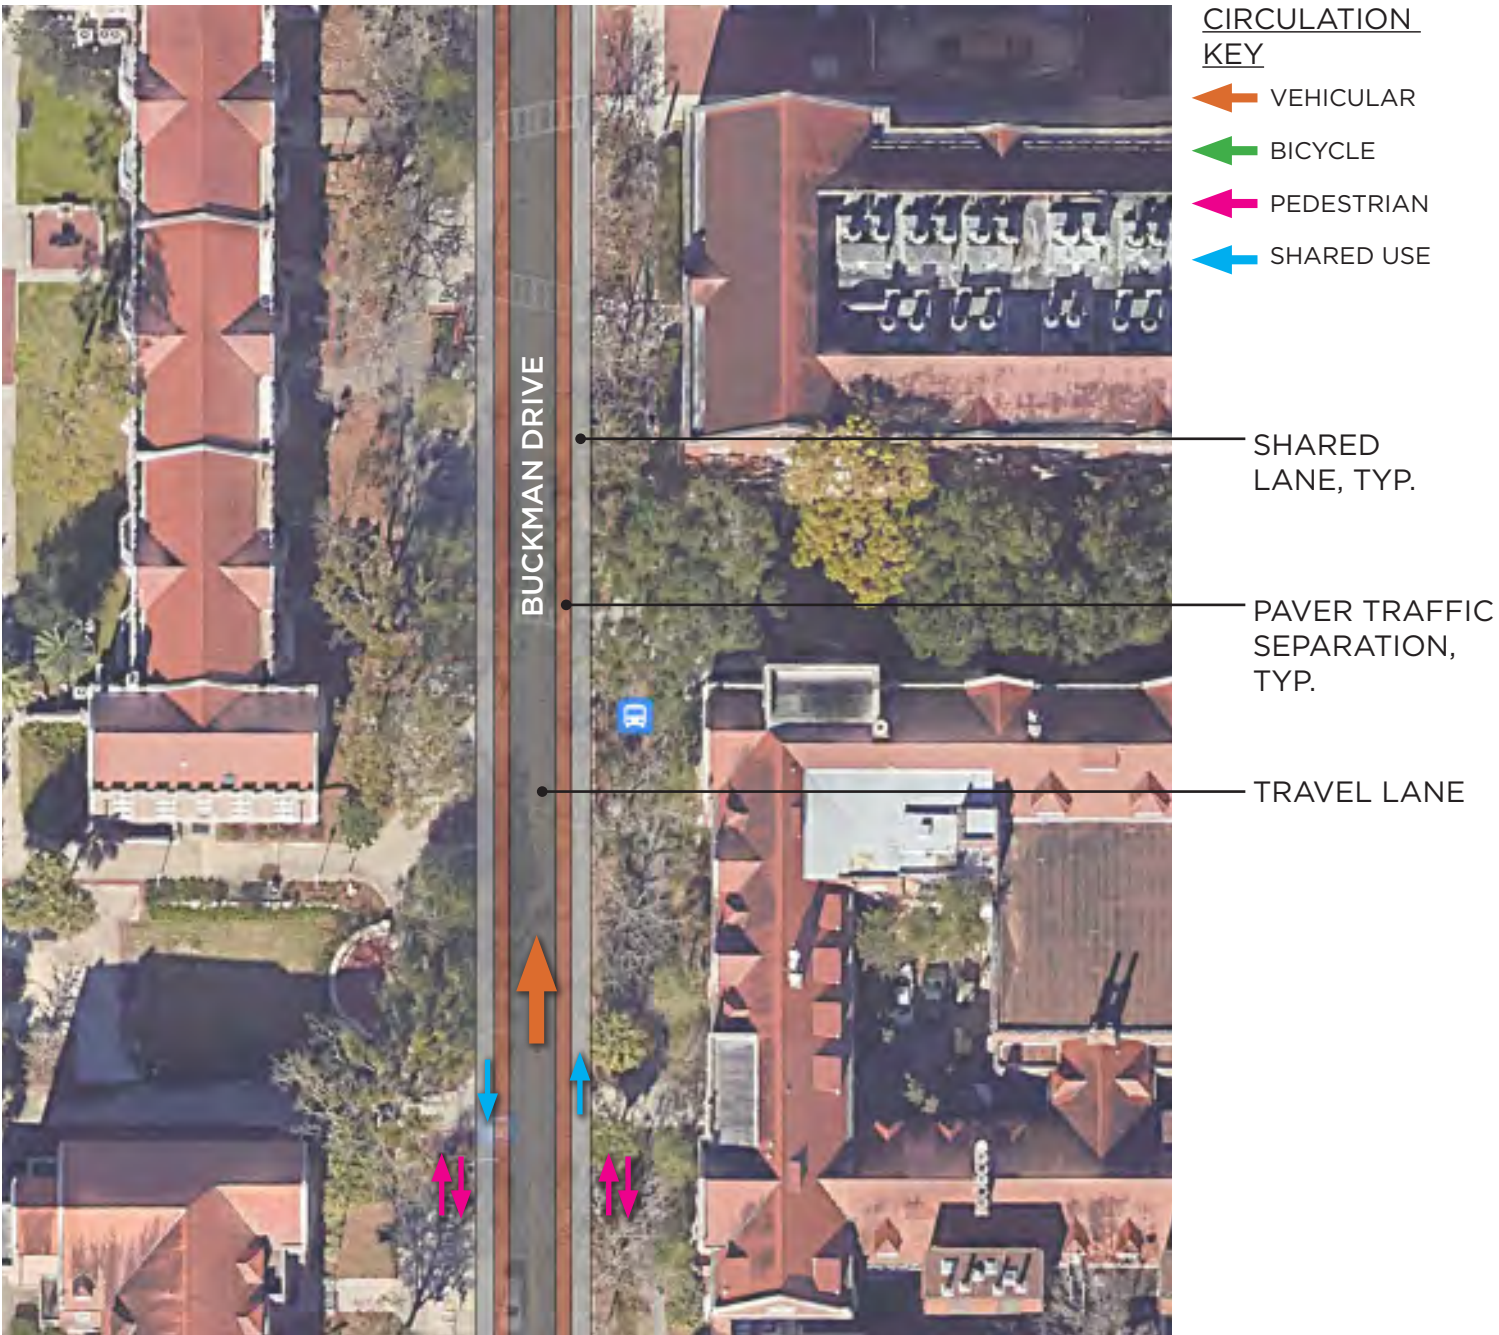 CIRCULATION
KEY
VEHICULAR
BICYCLE
PEDESTRIAN
SHARED USE
BUCKMAN DRIVE
SHARED
LANE, TYP.
PAVER TRAFFIC
SEPARATION,
TYP.
TRAVEL LANE